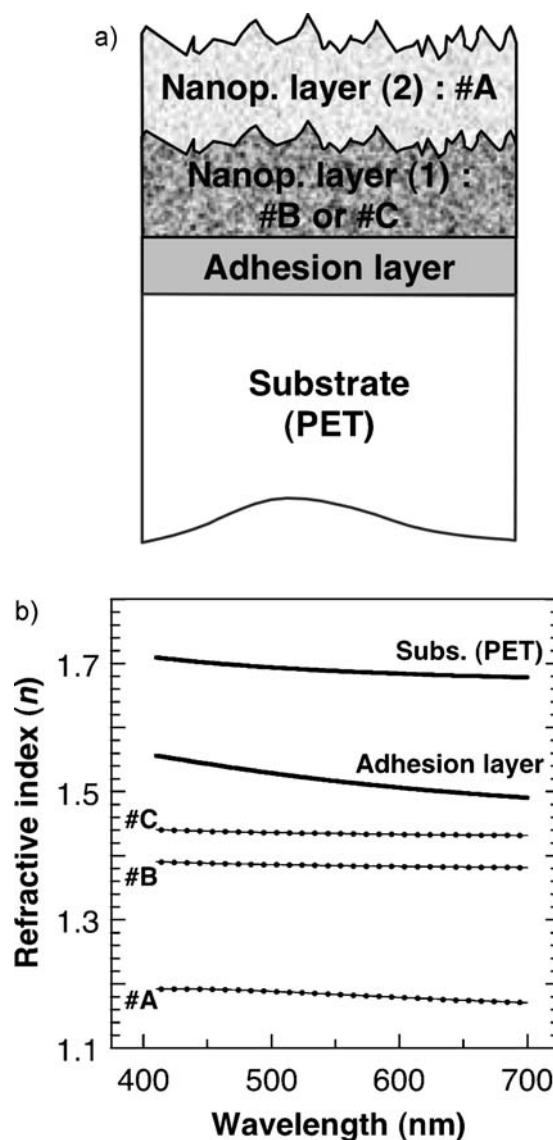 a)
Nanop. layer (2) : #A
Nanop. layer (1) :
#B or #C
Adhesion layer
Substrate
(PET)
b)
Refractive index (n)
1.7
1.5
1.3
1.1
Subs. (PET)
Adhesion layer
#C
#B
#A
400
500
600
700
Wavelength (nm)